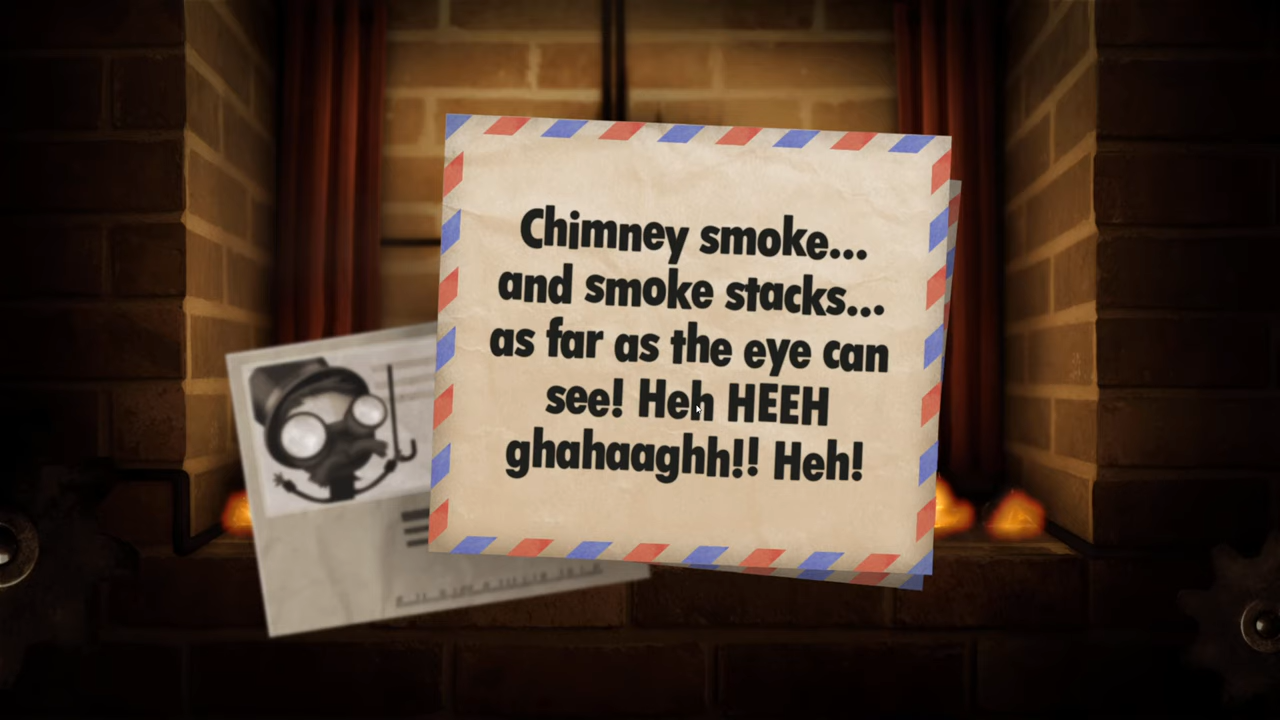 Chimney smoke...
and smoke stacks...
as far as the eye can
see! Heh HEEH
ghahaaghh!! Heh!